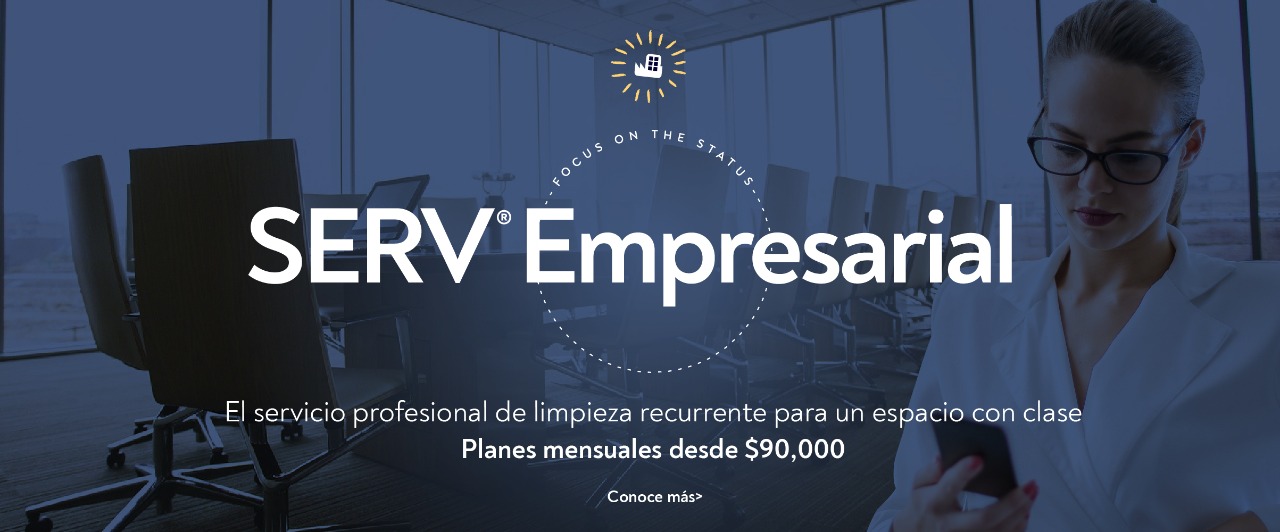 FOCUS ON THE STATUS
SERV® Empresarial
El servicio profesional de limpieza recurrente para un espacio con clase
Planes mensuales desde $90,000
Conoce más>